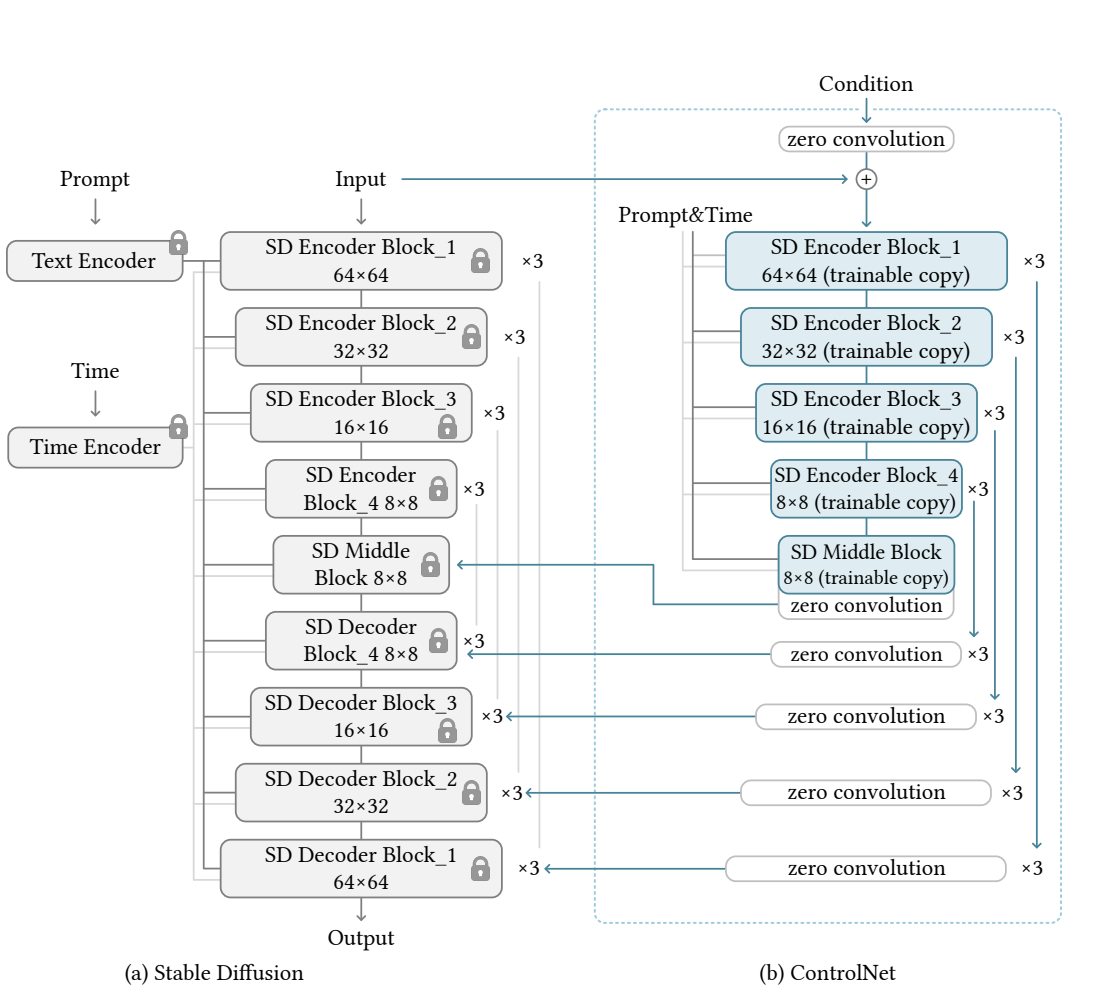 Condition
zero convolution
+
Prompt
Input
Prompt&Time
Text Encoder
SD Encoder Block_1
64×64
×3
SD Encoder Block_1
64×64 (trainable copy)
×3
SD Encoder Block_2
32×32
×3
SD Encoder Block_2
32×32 (trainable copy)
×3
Time
Time Encoder
SD Encoder Block_3
16×16
×3
SD Encoder Block_3
16×16 (trainable copy)
×3
SD Encoder
Block_4 8×8
×3
SD Encoder Block_4
8×8 (trainable copy)
×3
SD Middle
Block 8×8
SD Middle Block
8×8 (trainable copy)
zero convolution
SD Decoder
Block_4 8×8
×3
zero convolution
×3
SD Decoder Block_3
16×16
×3
zero convolution
×3
SD Decoder Block_2
32×32
×3
zero convolution
×3
SD Decoder Block_1
64×64
×3
zero convolution
×3
Output
(a) Stable Diffusion
(b) ControlNet